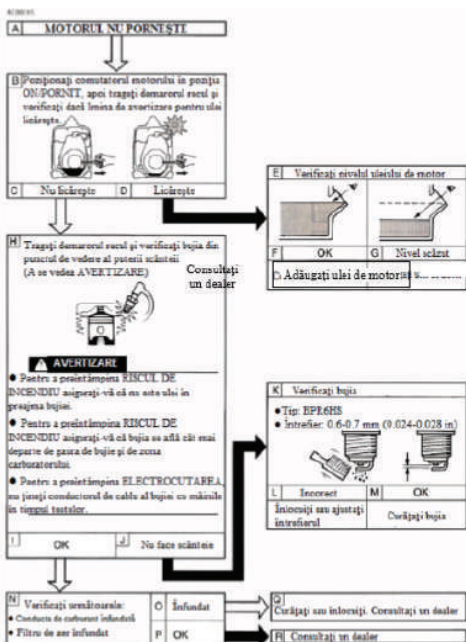 A MOTORUL NU PORNEȘTE
B Poziționați comutatorul motorului în poziția
ON/PORNIT, apoi trageți demarorul recul și
verificați dacă lmina de avertizare pentru ulei
licărește.
C Nu licărește D Licărește
E Verificați nivelul uleiului de motor
F OK G Nivel scăzut
Adăugați ulei de motor
H Trageți demarorul recul și verificați bujia din
punctul de vedere al puterii scânteii
(A se vedea AVERTIZARE)
Consultați
un dealer
AVERTIZARE
● Pentru a preîntâmpina RISCUL DE
INCENDIU asigurați-vă că nu este ulei în
preajma bujiei.
● Pentru a preîntâmpina RISCUL DE
INCENDIU asigurați-vă că bujia se află cât mai
departe de gaura de bujie și de zona
carburatorului.
● Pentru a preîntâmpina ELECTROCUTAREA
nu țineți conductorul de cablu al bujiei cu mâinile
în timpul testelor.
I OK J Nu face scânteie
K Verificați bujia
●Tip: BPR6HS
● Întrefier: 0.6-0.7 mm (0.024-0.028 in)
L Incorect M OK
Înlocuiți sau ajustați
întrefierul
Curățați bujia
N Verificați următoarele:
● Conducta de carburant înfundată
● Filtru de aer înfundat
O Înfundat
P OK
Q
Curățați sau înlocuiți. Consultați un dealer
R Consultați un dealer